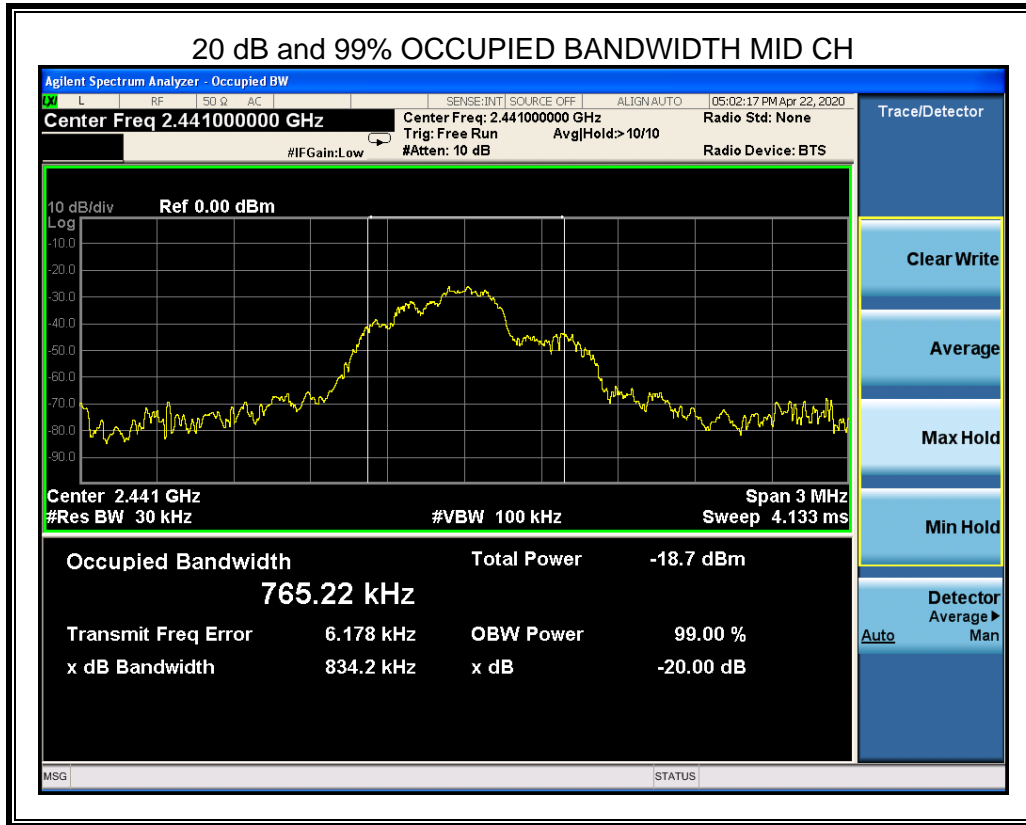 20 dB and 99% OCCUPIED BANDWIDTH MID CH
Agilent Spectrum Analyzer - Occupied BW
LXI L RF 50 Ω AC SENSE:INT SOURCE OFF ALIGN AUTO 05:02:17 PM Apr 22, 2020
Center Freq 2.441000000 GHz
Center Freq: 2.441000000 GHz
Radio Std: None
Trig: Free Run Avg|Hold:>10/10
#IFGain:Low
#Atten: 10 dB
Radio Device: BTS
Trace/Detector
10 dB/div Ref 0.00 dBm
Log
-10.0
-20.0
-30.0
-40.0
-50.0
-60.0
-70.0
-80.0
-90.0
Center 2.441 GHz Span 3 MHz
#Res BW 30 kHz #VBW 100 kHz Sweep 4.133 ms
Occupied Bandwidth Total Power -18.7 dBm
765.22 kHz
Transmit Freq Error 6.178 kHz OBW Power 99.00 %
x dB Bandwidth 834.2 kHz x dB -20.00 dB
Clear Write
Average
Max Hold
Min Hold
Detector
Average
Auto Man
MSG STATUS